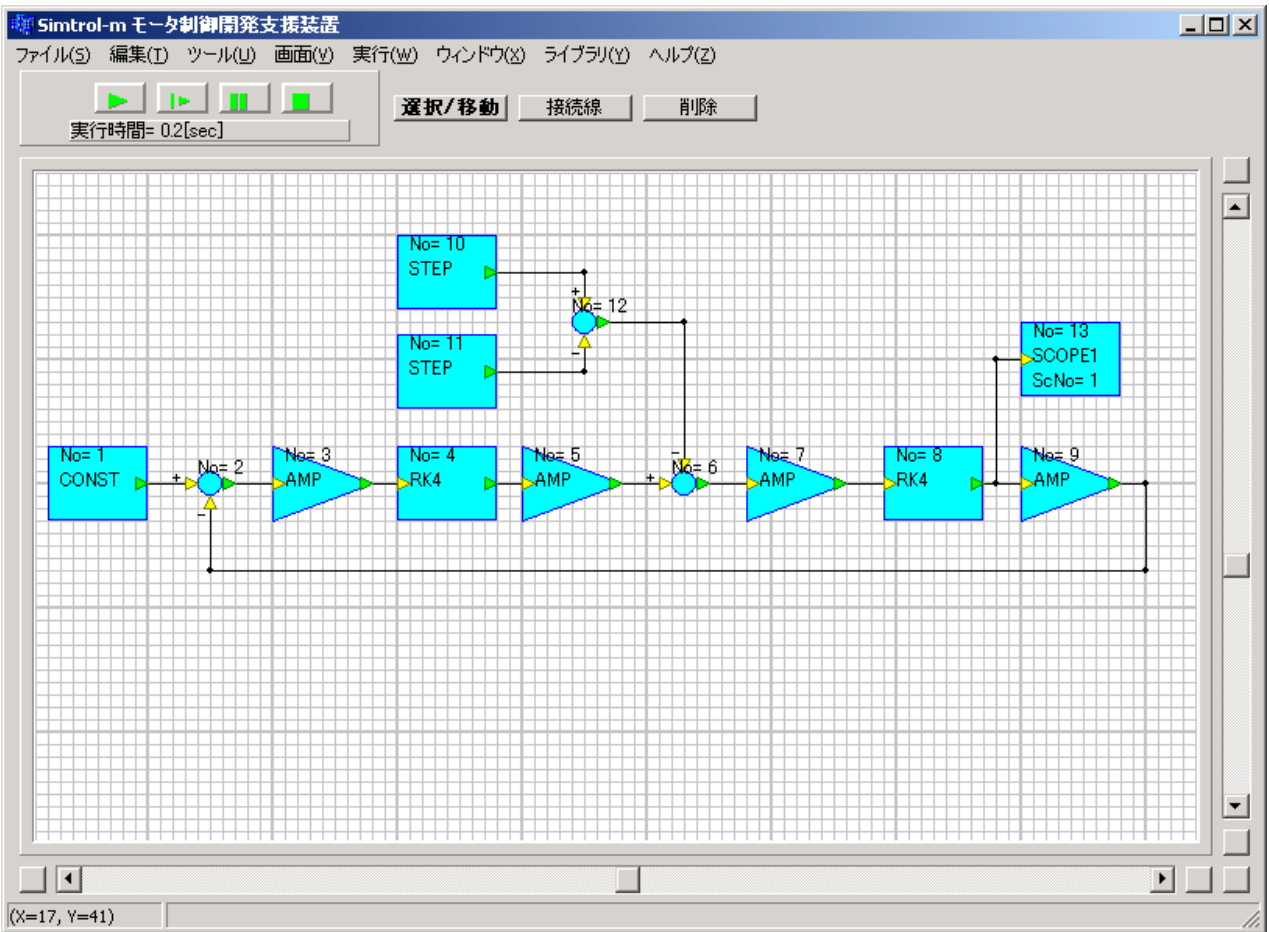 Simtrol-m モータ制御開発支援装置
ファイル(S) 編集(T) ツール(U) 画面(V) 実行(W) ウィンドウ(X) ライブラリ(Y) ヘルプ(Z)
選択/移動 接続線 削除
実行時間= 0.2[sec]
No= 10
STEP
+
No= 12
No= 11
STEP
-
No= 13
SCOPE1
ScNo= 1
No= 1
CONST
+
No= 2
-
No= 3
AMP
No= 4
RK4
No= 5
AMP
+
-
No= 6
No= 7
AMP
No= 8
RK4
No= 9
AMP
(X=17, Y=41)